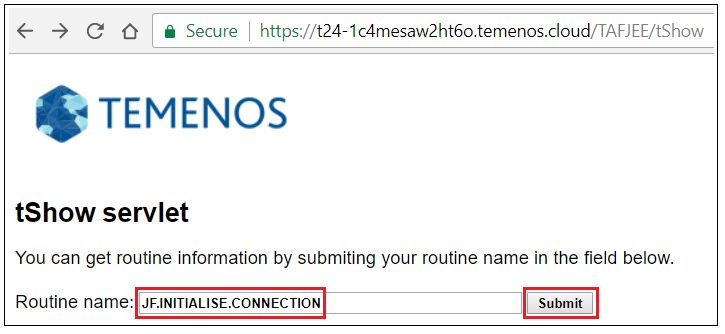 Secure https://t24-1c4mesaw2ht6o.temenos.cloud/TAFJEE/tShow
TEMENOS
tShow servlet
You can get routine information by submiting your routine name in the field below.
Routine name: JF.INITIALISE.CONNECTION Submit